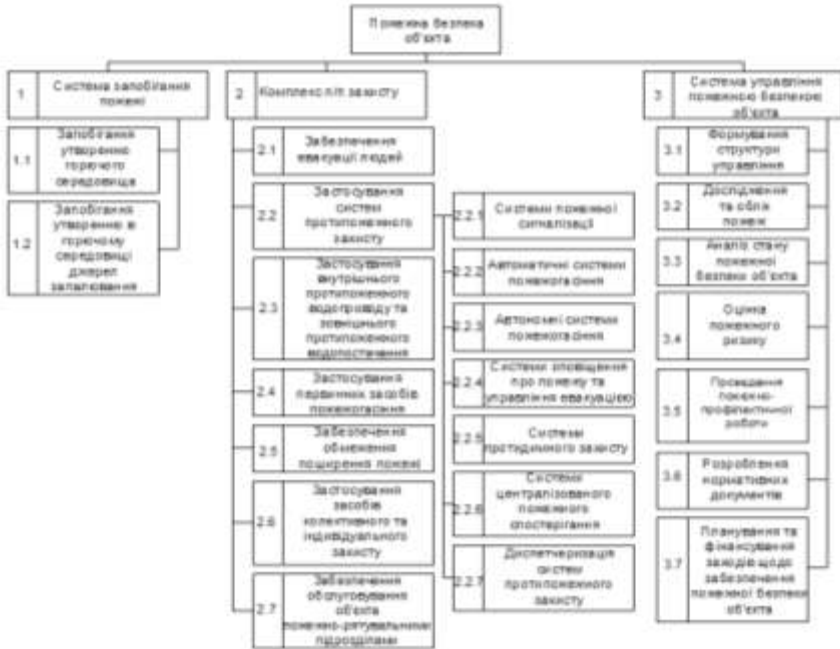 Пожежна безпека
об'єкта
1
Система запобігання
пожежі
1.1
Запобігання
утворенню
горючого
середовища
1.2
Запобігання
утворенню в
горючому
середовищі
джерел
запалювання
2
Комплекс п/п захисту
2.1
Забезпечення
евакуації людей
2.2
Застосування
систем
протипожежного
захисту
2.3
Застосування
внутрішнього
протипожежного
водопроводу та
зовнішнього
протипожежного
водопостачання
2.4
Застосування
первинних засобів
пожежогасіння
2.5
Забезпечення
обмеження
поширення пожежі
2.6
Застосування
засобів
колективного та
індивідуального
захисту
2.7
Забезпечення
обслуговування
об'єкта
пожежно-рятувальними
підрозділами
2.2.1
Системи пожежної
сигналізації
2.2.2
Автоматичні системи
пожежогасіння
2.2.3
Автономні системи
пожежогасіння
2.2.4
Системи оповіщення
про пожежу та
управління евакуацією
2.2.5
Системи
протидимного захисту
2.2.6
Системи
централізованого
пожежного
спостерігання
2.2.7
Диспетчеризація
систем
протипожежного
захисту
3
Система управління
пожежною безпекою
об'єкта
3.1
Формування
структури
управління
3.2
Дослідження
та облік
пожеж
3.3
Аналіз стану
пожежної
безпеки об'єкта
3.4
Оцінка
пожежного
ризику
3.5
Проведення
пожежно-
профілактичної
роботи
3.6
Розроблення
нормативних
документів
3.7
Планування та
фінансування
заходів щодо
забезпечення
пожежної безпеки
об'єкта